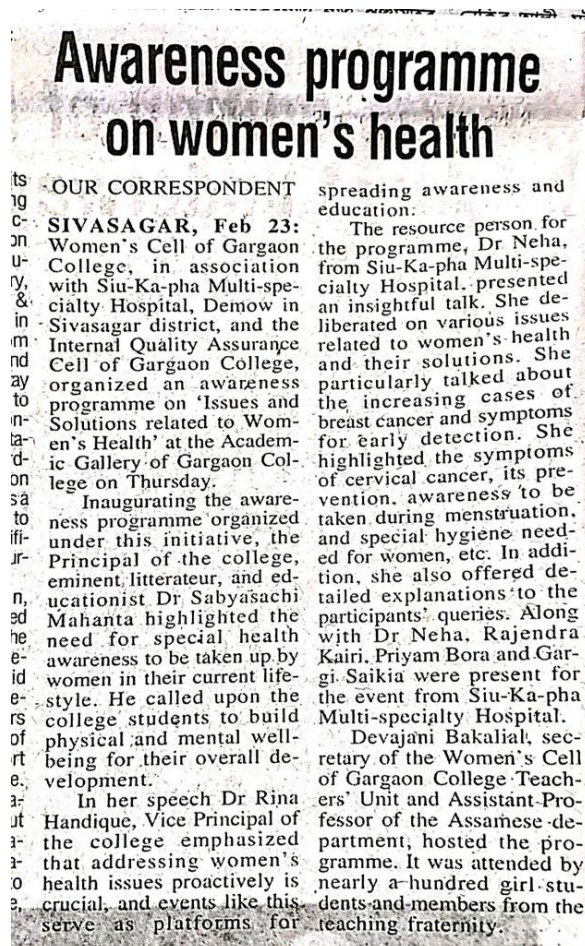 Awareness programme
on women's health
OUR CORRESPONDENT
SIVASAGAR, Feb 23:
Women's Cell of Gargaon
College, in association
with Siu-Ka-pha Multi-spe-
cialty Hospital, Demow in
Sivasagar district, and the
Internal Quality Assurance
Cell of Gargaon College,
organized an awareness
programme on 'Issues and
Solutions related to Wom-
en's Health' at the Academ-
ic Gallery of Gargaon Col-
lege on Thursday.
Inaugurating the aware-
ness programme organized
under this initiative, the
Principal of the college,
eminent litterateur, and ed-
ucationist Dr Sabyasachi
Mahanta highlighted the
need for special health
awareness to be taken up by
women in their current life-
style. He called upon the
college students to build
physical and mental well-
being for their overall de-
velopment.
In her speech Dr Rina
Handique, Vice Principal of
the college emphasized
that addressing women's
health issues proactively is
crucial, and events like this
serve as platforms for
spreading awareness and
education.
The resource person for
the programme, Dr Neha,
from Siu-Ka-pha Multi-spe-
cialty Hospital, presented
an insightful talk. She de-
liberated on various issues
related to women's health
and their solutions. She
particularly talked about
the increasing cases of
breast cancer and symptoms
for early detection. She
highlighted the symptoms
of cervical cancer, its pre-
vention, awareness to be
taken during menstruation,
and special hygiene need-
ed for women, etc. In addi-
tion, she also offered de-
tailed explanations to the
participants' queries. Along
with Dr Neha, Rajendra
Kairi, Priyam Bora and Gar-
gi Saikia were present for
the event from Siu-Ka-pha
Multi-specialty Hospital.
Devajani Bakalial, sec-
retary of the Women's Cell
of Gargaon College Teach-
ers' Unit and Assistant Pro-
fessor of the Assamese de-
partment, hosted the pro-
gramme. It was attended by
nearly a hundred girl stu-
dents and members from the
teaching fraternity.